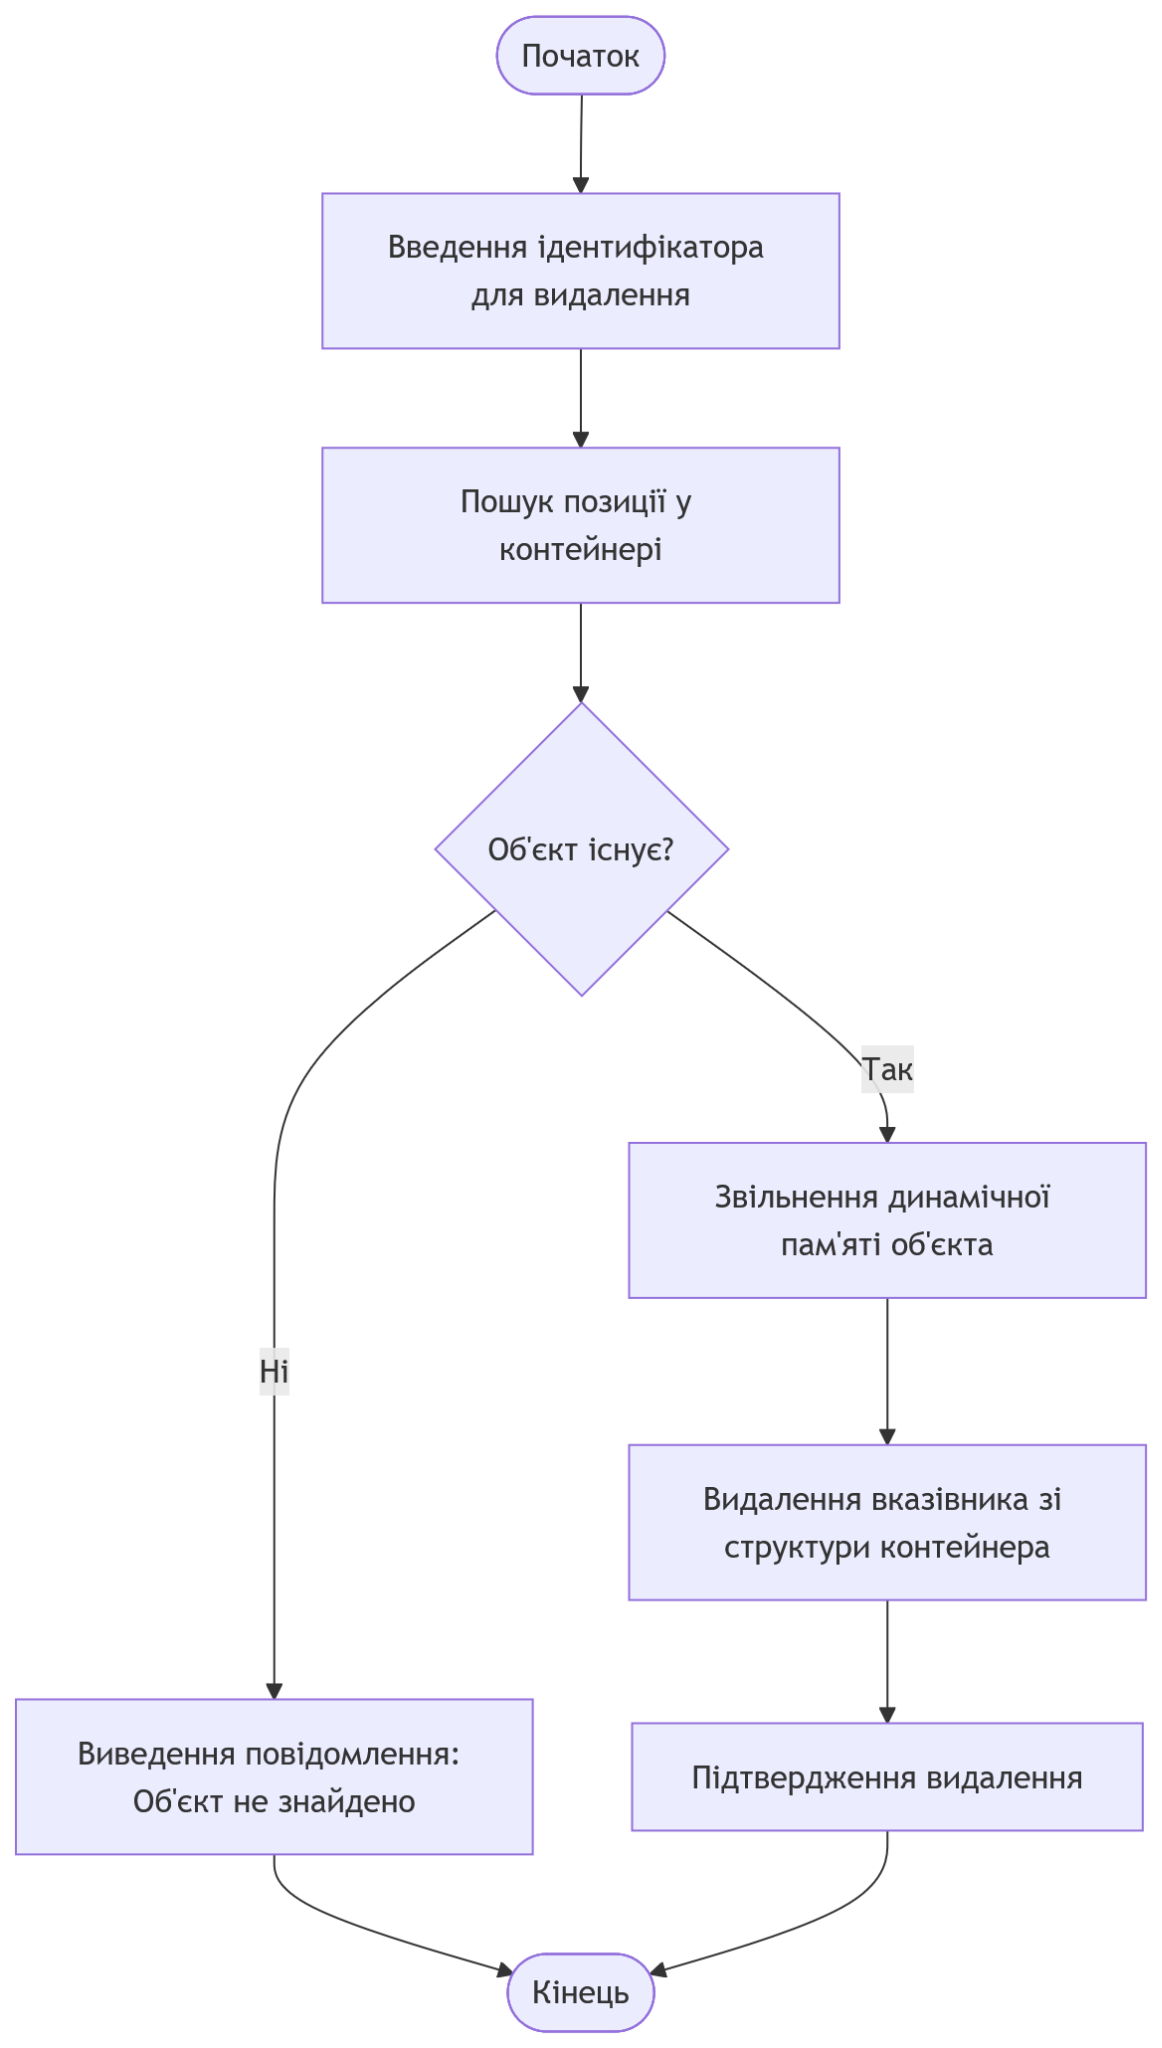 Початок
Введення ідентифікатора
для видалення
Пошук позиції у
контейнері
Об'єкт існує?
Так
Звільнення динамічної
пам'яті об'єкта
Ні
Видалення вказівника зі
структури контейнера
Виведення повідомлення:
Об'єкт не знайдено
Підтвердження видалення
Кінець